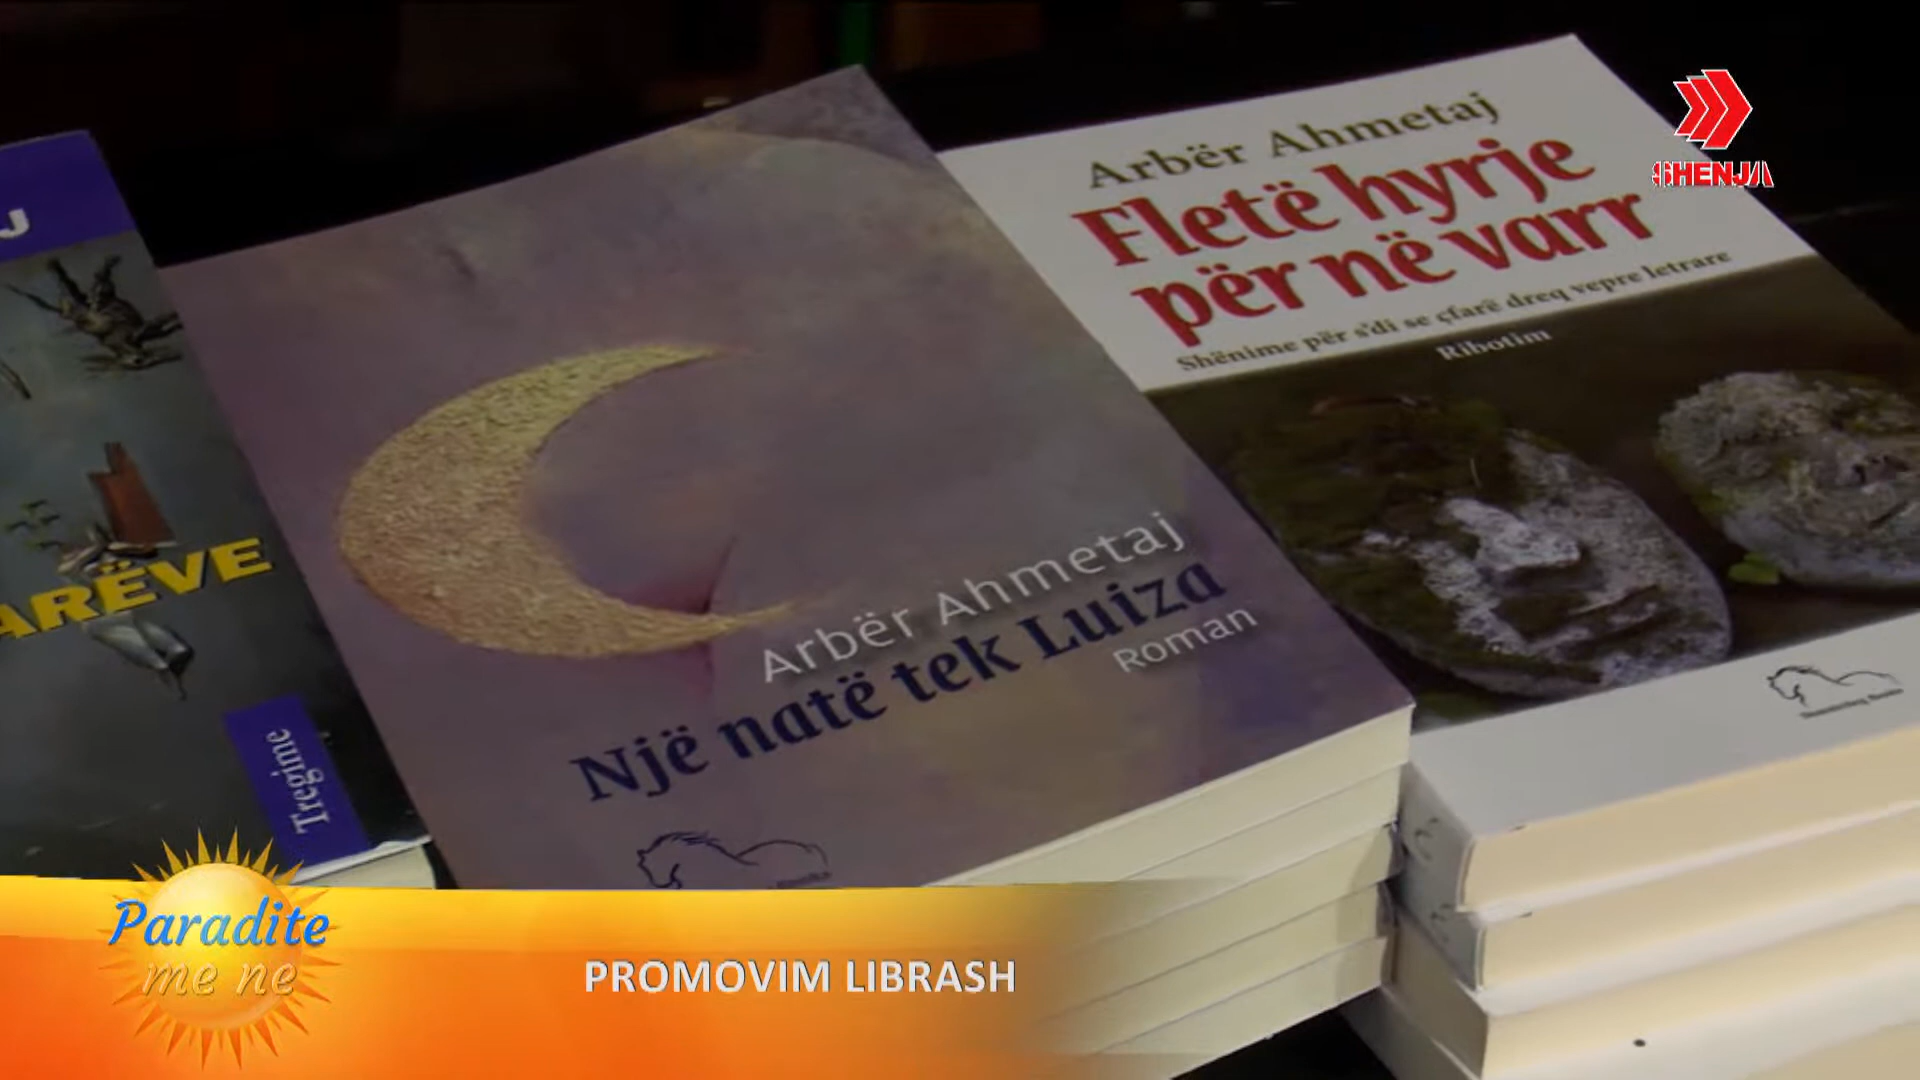 J
ARËVE
Tregime
Arbër Ahmetaj
Një natë tek Luiza
Roman
Arbër Ahmetaj
Fletë hyrje
për në varr
Shënime për s'di se çfarë dreq vepre letrare
Ribotim
SHENJA
Paradite
me ne
PROMOVIM LIBRASH